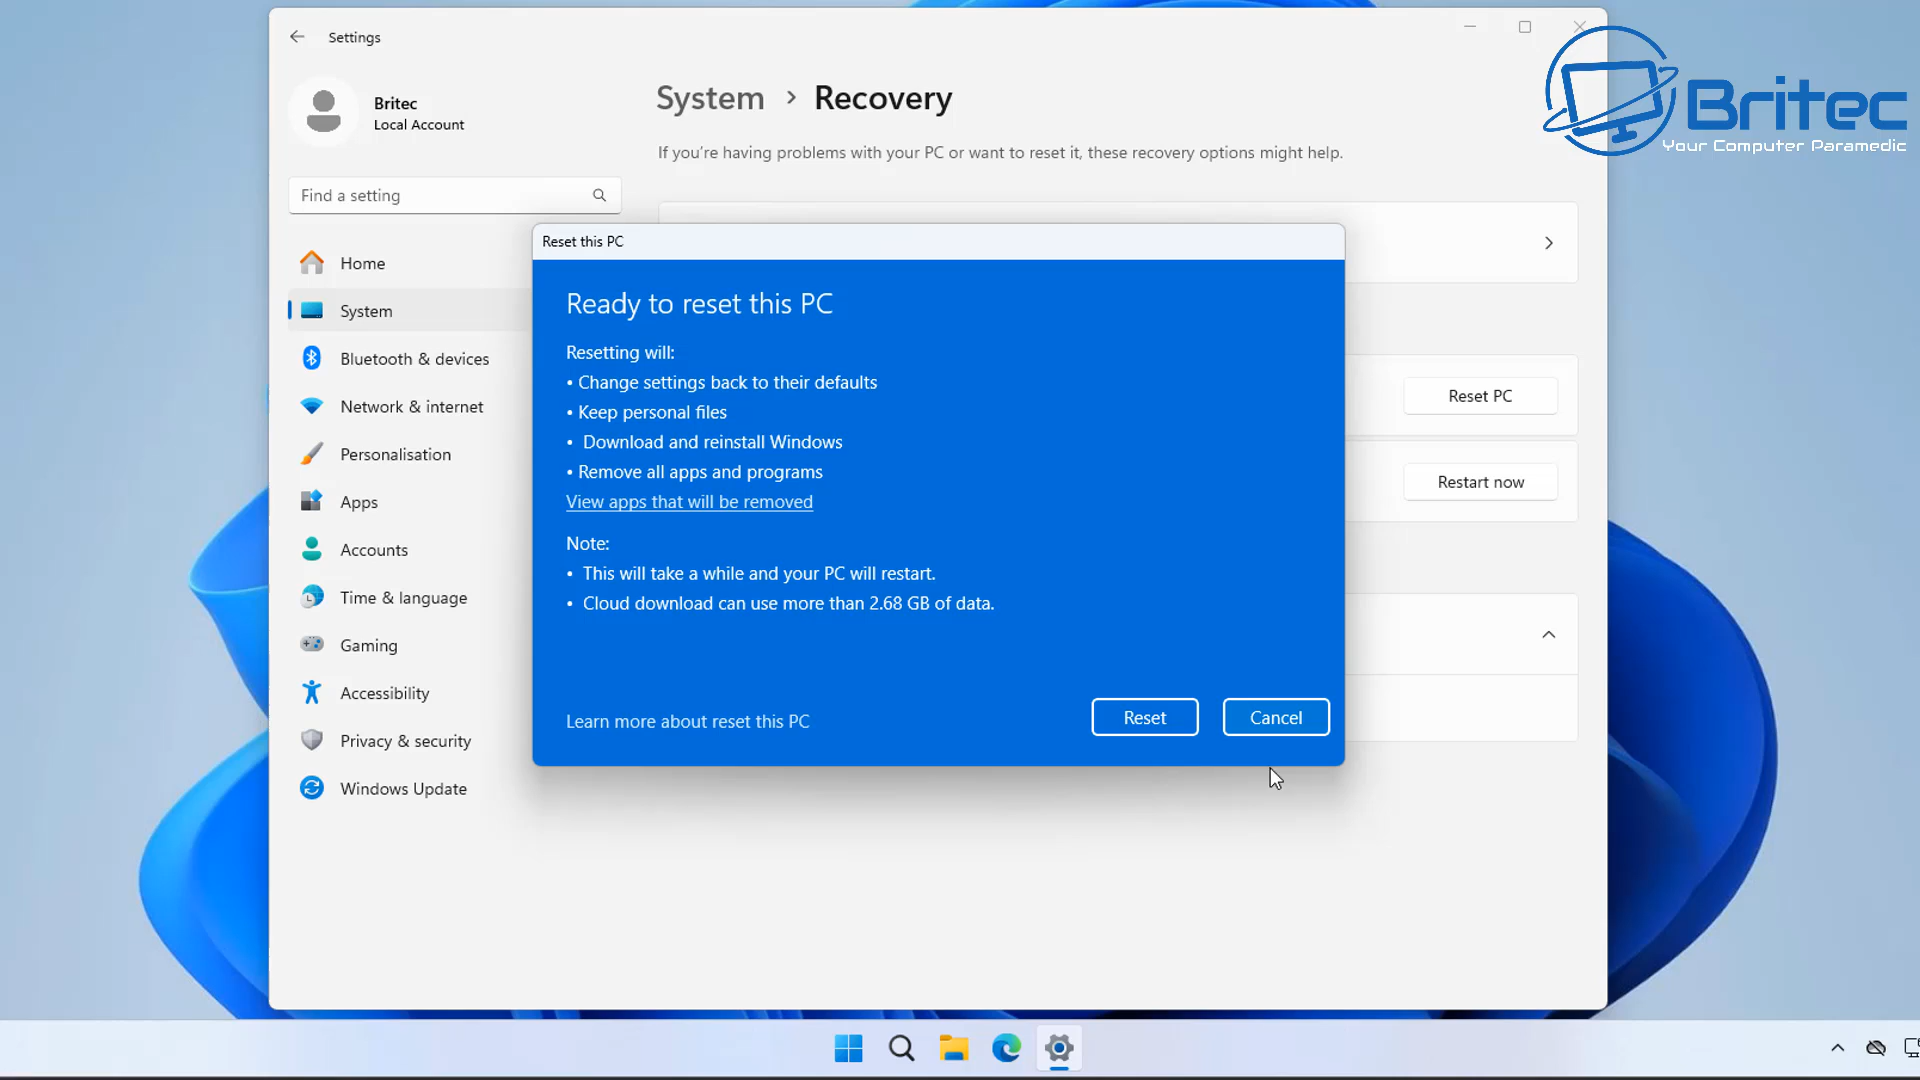 Settings
Britec
Local Account
Find a setting
Home
System
Bluetooth & devices
Network & internet
Personalisation
Apps
Accounts
Time & language
Gaming
Accessibility
Privacy & security
Windows Update
System > Recovery
If you're having problems with your PC or want to reset it, these recovery options might help.
Reset PC
Restart now
Reset this PC
Ready to reset this PC
Resetting will:
• Change settings back to their defaults
• Keep personal files
• Download and reinstall Windows
• Remove all apps and programs
View apps that will be removed
Note:
• This will take a while and your PC will restart.
• Cloud download can use more than 2.68 GB of data.
Learn more about reset this PC
Reset
Cancel
Britec
Your Computer Paramedic